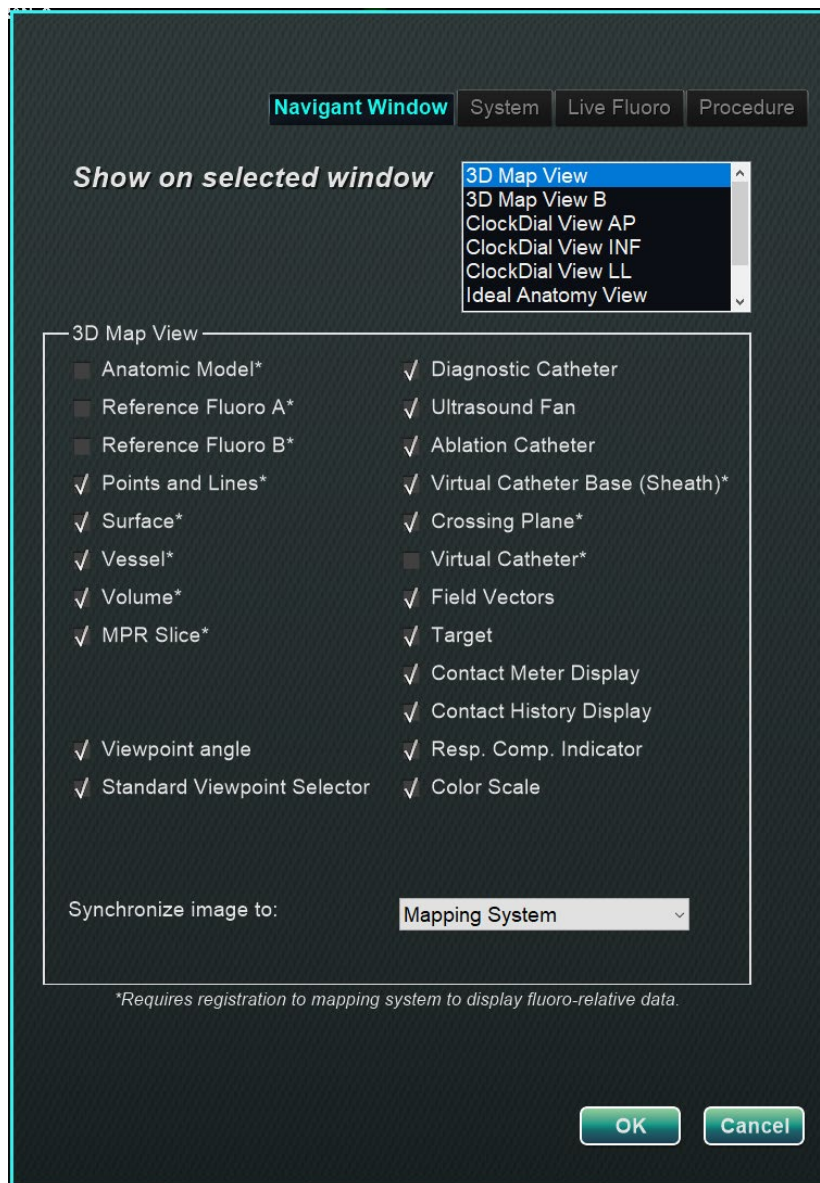 Navigant Window System Live Fluoro Procedure
Show on selected window
3D Map View
3D Map View B
ClockDial View AP
ClockDial View INF
ClockDial View LL
Ideal Anatomy View
3D Map View
Anatomic Model* Diagnostic Catheter
Reference Fluoro A* Ultrasound Fan
Reference Fluoro B* Ablation Catheter
Points and Lines* Virtual Catheter Base (Sheath)*
Surface* Crossing Plane*
Vessel* Virtual Catheter*
Volume* Field Vectors
MPR Slice* Target
Contact Meter Display
Contact History Display
Viewpoint angle Resp. Comp. Indicator
Standard Viewpoint Selector Color Scale
Synchronize image to: Mapping System
*Requires registration to mapping system to display fluoro-relative data.
OK Cancel